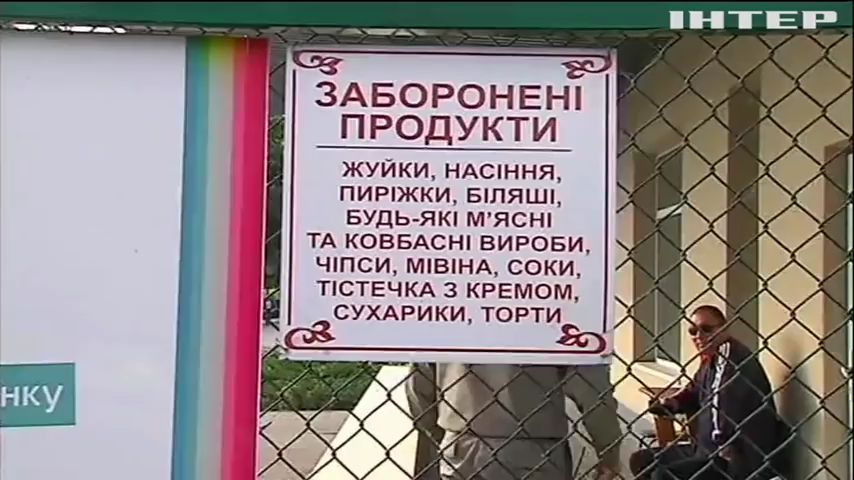 ІНТЕР
ЗАБОРОНЕНІ
ПРОДУКТИ
ЖУЙКИ, НАСІННЯ,
ПИРІЖКИ, БІЛЯШІ,
БУДЬ-ЯКІ М'ЯСНІ
ТА КОВБАСНІ ВИРОБИ,
ЧІПСИ, МІВІНА, СОКИ,
ТІСТЕЧКА З КРЕМОМ,
СУХАРИКИ, ТОРТИ
нку